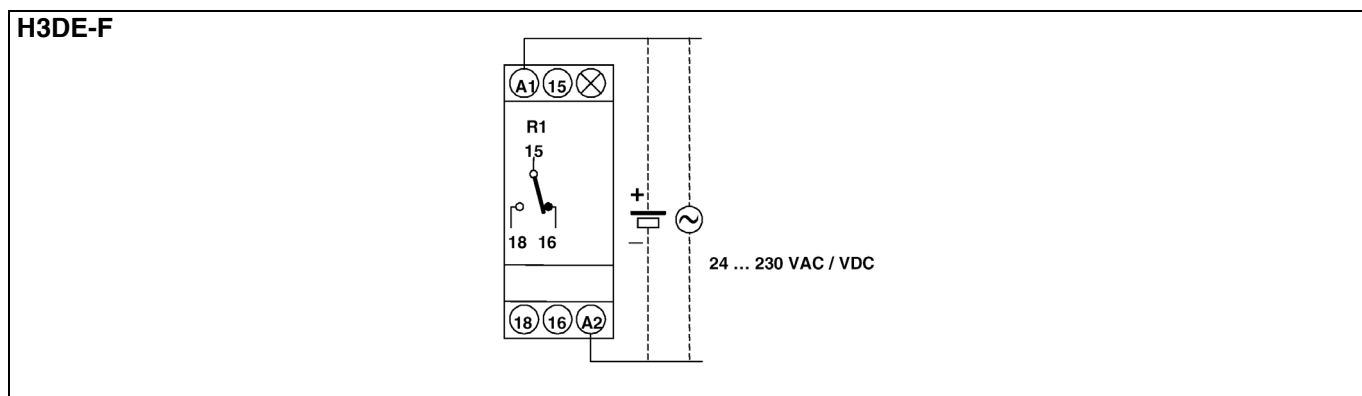 H3DE-F
A1 15
R1
15
18 16
+
–
24 ... 230 VAC / VDC
18 16 A2